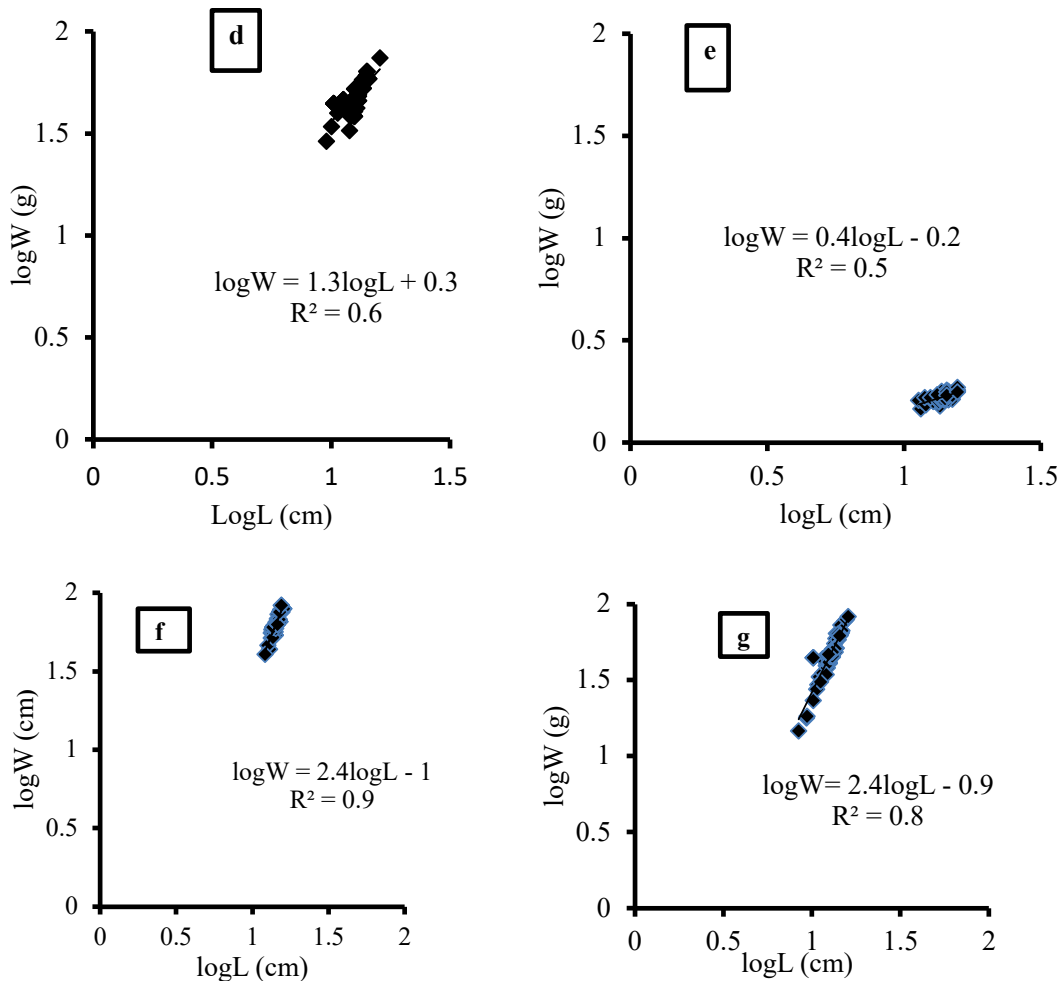 d
2
1.5
1
0.5
0
logW (g)
logW = 1.3logL + 0.3
R² = 0.6
0
0.5
1
1.5
LogL (cm)
e
2
1.5
1
0.5
0
logW (g)
logW = 0.4logL - 0.2
R² = 0.5
0
0.5
1
1.5
logL (cm)
f
2
1.5
1
0.5
0
logW (cm)
logW = 2.4logL - 1
R² = 0.9
0
0.5
1
1.5
2
logL (cm)
g
2
1.5
1
0.5
0
logW (g)
logW= 2.4logL - 0.9
R² = 0.8
0
0.5
1
1.5
2
logL (cm)